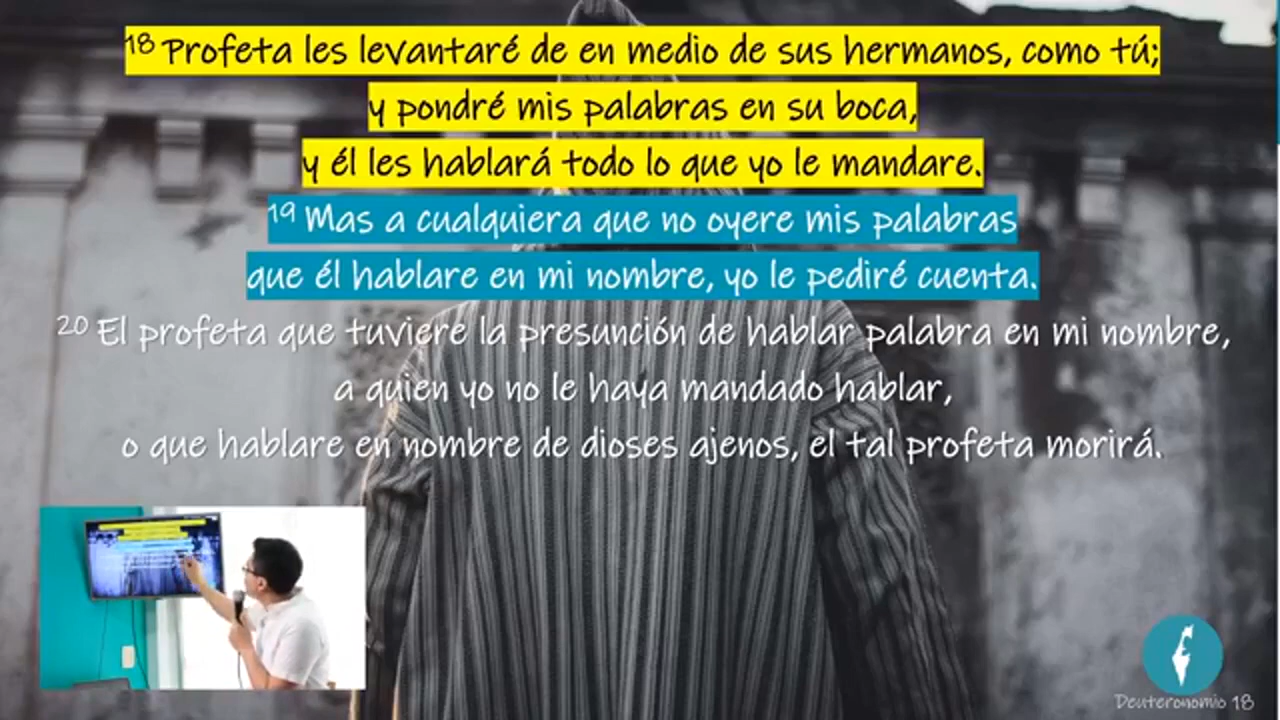 18 Profeta les levantaré de en medio de sus hermanos, como tú;
y pondré mis palabras en su boca,
y él les hablará todo lo que yo le mandare.
19 Mas a cualquiera que no oyere mis palabras
que él hablare en mi nombre, yo le pediré cuenta.
20 El profeta que tuviere la presunción de hablar palabra en mi nombre,
a quien yo no le haya mandado hablar,
o que hablare en nombre de dioses ajenos, el tal profeta morirá.
Deuteronomio 18